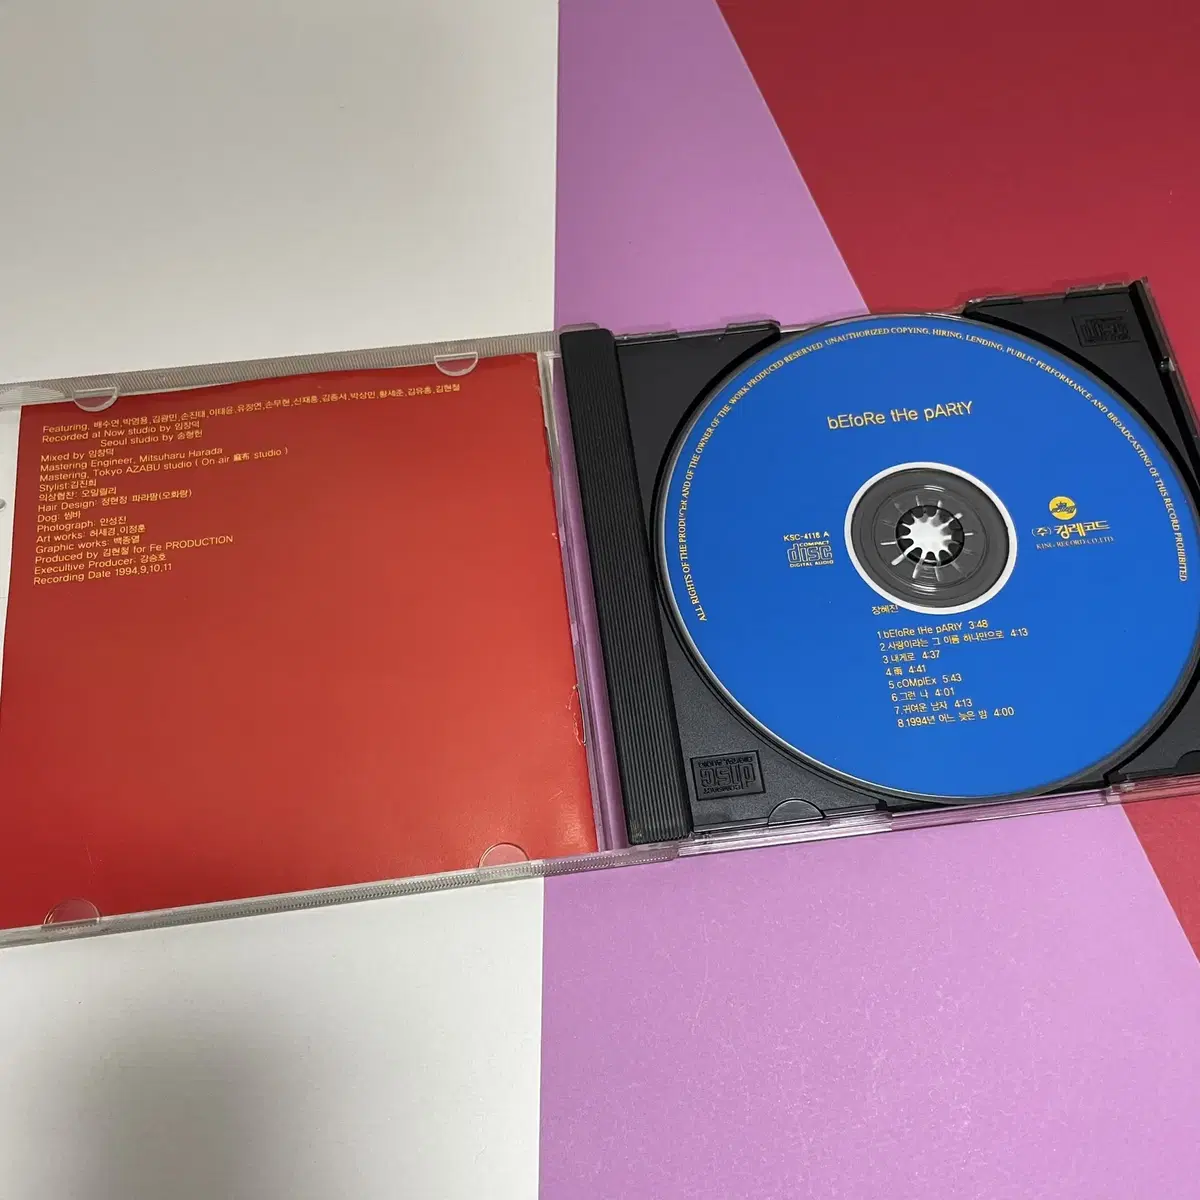 Featuring, 배수연,박영용,김광민,손진태,이태윤,유정연,손무현,신재홍,김종서,박상민,황세준,김유홍,김현철
Recorded at Now studio by 임창덕
Seoul studio by 송형헌
Mixed by 임창덕
Mastering Engineer, Mitsuharu Harada
Mastering, Tokyo AZABU studio ( On air 麻布 studio )
Stylist:김진희
의상협찬: 오일릴리
Hair Design: 정현정 피라팜(오화랑)
Dog: 썸바
Photograph: 안성진
Art works: 허세경,이정훈
Graphic works: 백종열
Produced by 김현철 for Fe PRODUCTION
Execultive Producer: 강승호
Recording Date 1994,9,10,11
ALL RIGHTS OF THE PRODUCER AND OF THE OWNER OF THE WORK PRODUCED RESERVED UNAUTHORIZED COPYING, HIRING, LENDING, PUBLIC PERFORMANCE AND BROADCASTING OF THIS RECORD PROHIBITED
bEfoRe tHe pARtY
KSC-4118 A
COMPACT
disc
DIGITAL AUDIO
King
(주)킹레코드
KING RECORD CO.,LTD.
장혜진
1.bEfoRe tHe pARtY 3:48
2.사랑이라는 그 이름 하나만으로 4:13
3.내게로 4:37
4.雨 4:41
5.cOMplEx 5:43
6.그런 나 4:01
7.귀여운 남자 4:13
8.1994년 어느 늦은 밤 4:00
COMPACT
disc
DIGITAL AUDIO